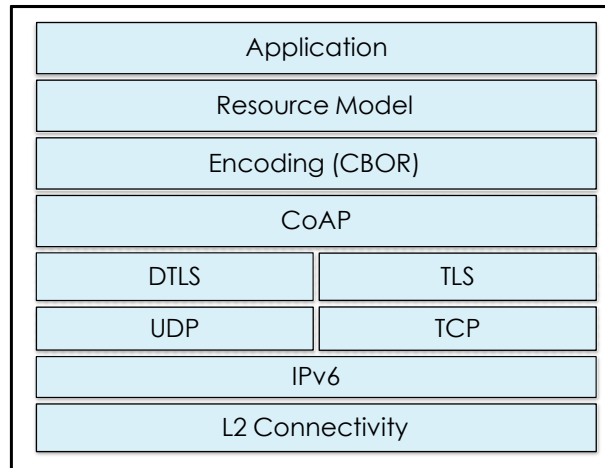 Application
Resource Model
Encoding (CBOR)
CoAP
DTLS
TLS
UDP
TCP
IPv6
L2 Connectivity